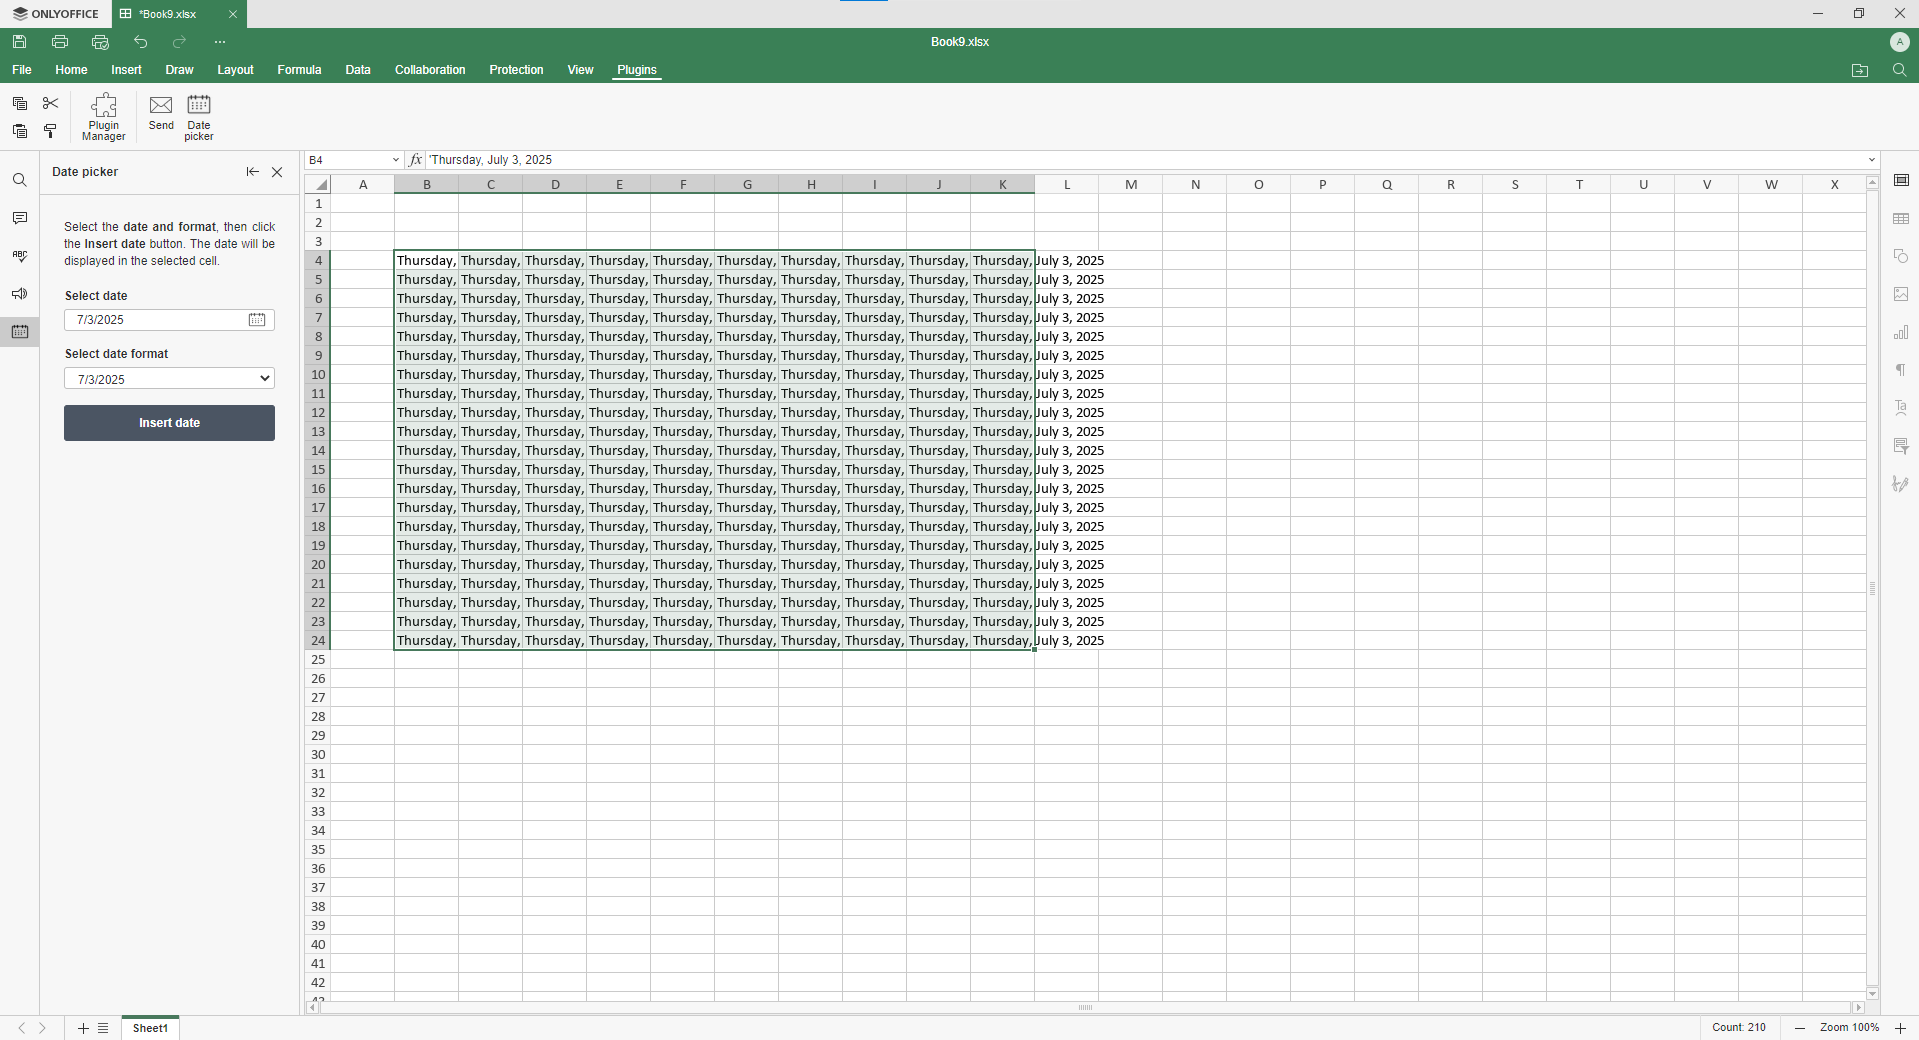 ONLYOFFICE *Book9.xlsx
Book9.xlsx A
File Home Insert Draw Layout Formula Data Collaboration Protection View Plugins
Plugin Manager Send Date picker
Date picker
Select the date and format, then click
the Insert date button. The date will be
displayed in the selected cell.
Select date
7/3/2025
Select date format
7/3/2025
Insert date
B4 fx 'Thursday, July 3, 2025
A B C D E F G H I J K L M N O P Q R S T U V W X
1
2
3
4 Thursday, Thursday, Thursday, Thursday, Thursday, Thursday, Thursday, Thursday, Thursday, Thursday, July 3, 2025
5 Thursday, Thursday, Thursday, Thursday, Thursday, Thursday, Thursday, Thursday, Thursday, Thursday, July 3, 2025
6 Thursday, Thursday, Thursday, Thursday, Thursday, Thursday, Thursday, Thursday, Thursday, Thursday, July 3, 2025
7 Thursday, Thursday, Thursday, Thursday, Thursday, Thursday, Thursday, Thursday, Thursday, Thursday, July 3, 2025
8 Thursday, Thursday, Thursday, Thursday, Thursday, Thursday, Thursday, Thursday, Thursday, Thursday, July 3, 2025
9 Thursday, Thursday, Thursday, Thursday, Thursday, Thursday, Thursday, Thursday, Thursday, Thursday, July 3, 2025
10 Thursday, Thursday, Thursday, Thursday, Thursday, Thursday, Thursday, Thursday, Thursday, Thursday, July 3, 2025
11 Thursday, Thursday, Thursday, Thursday, Thursday, Thursday, Thursday, Thursday, Thursday, Thursday, July 3, 2025
12 Thursday, Thursday, Thursday, Thursday, Thursday, Thursday, Thursday, Thursday, Thursday, Thursday, July 3, 2025
13 Thursday, Thursday, Thursday, Thursday, Thursday, Thursday, Thursday, Thursday, Thursday, Thursday, July 3, 2025
14 Thursday, Thursday, Thursday, Thursday, Thursday, Thursday, Thursday, Thursday, Thursday, Thursday, July 3, 2025
15 Thursday, Thursday, Thursday, Thursday, Thursday, Thursday, Thursday, Thursday, Thursday, Thursday, July 3, 2025
16 Thursday, Thursday, Thursday, Thursday, Thursday, Thursday, Thursday, Thursday, Thursday, Thursday, July 3, 2025
17 Thursday, Thursday, Thursday, Thursday, Thursday, Thursday, Thursday, Thursday, Thursday, Thursday, July 3, 2025
18 Thursday, Thursday, Thursday, Thursday, Thursday, Thursday, Thursday, Thursday, Thursday, Thursday, July 3, 2025
19 Thursday, Thursday, Thursday, Thursday, Thursday, Thursday, Thursday, Thursday, Thursday, Thursday, July 3, 2025
20 Thursday, Thursday, Thursday, Thursday, Thursday, Thursday, Thursday, Thursday, Thursday, Thursday, July 3, 2025
21 Thursday, Thursday, Thursday, Thursday, Thursday, Thursday, Thursday, Thursday, Thursday, Thursday, July 3, 2025
22 Thursday, Thursday, Thursday, Thursday, Thursday, Thursday, Thursday, Thursday, Thursday, Thursday, July 3, 2025
23 Thursday, Thursday, Thursday, Thursday, Thursday, Thursday, Thursday, Thursday, Thursday, Thursday, July 3, 2025
24 Thursday, Thursday, Thursday, Thursday, Thursday, Thursday, Thursday, Thursday, Thursday, Thursday, July 3, 2025
25
26
27
28
29
30
31
32
33
34
35
36
37
38
39
40
41
42
43
Sheet1 Count: 210 Zoom 100%